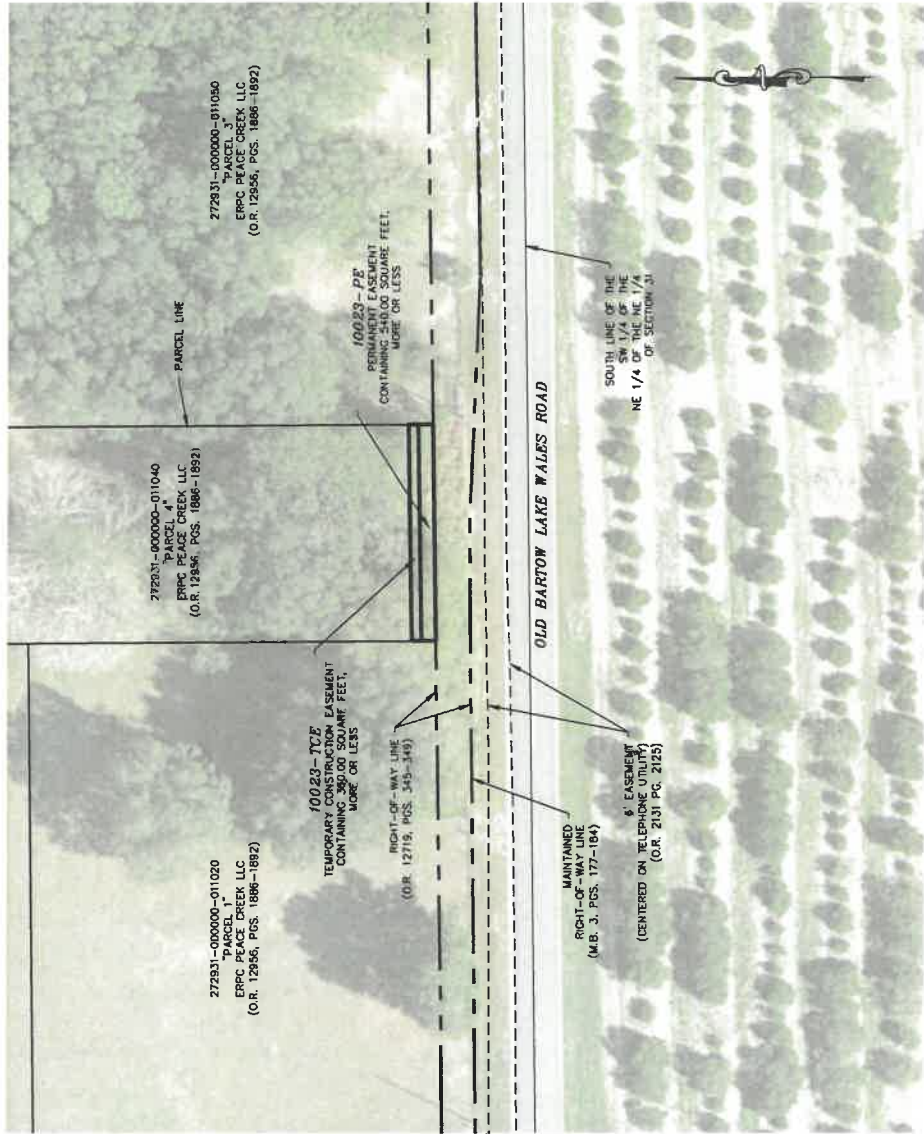 272931-000000-011050
"PARCEL 3"
ERPC PEACE CREEK LLC
(O.R. 12956, PGS. 1886-1892)
PARCEL LINE
10023-PE
PERMANENT EASEMENT
CONTAINING 540.00 SQUARE FEET,
MORE OR LESS
272931-000000-011040
"PARCEL 4"
ERPC PEACE CREEK LLC
(O.R. 12956, PGS. 1886-1892)
SOUTH LINE OF THE
SW 1/4 OF THE
NE 1/4 OF THE NE 1/4
OF SECTION 31
OLD BARTOW LAKE WALES ROAD
10023-TCE
TEMPORARY CONSTRUCTION EASEMENT
CONTAINING 360.00 SQUARE FEET,
MORE OR LESS
RIGHT-OF-WAY LINE
(O.R. 12719, PGS. 345-349)
272931-000000-011020
"PARCEL 1"
ERPC PEACE CREEK LLC
(O.R. 12956, PGS. 1886-1892)
MAINTAINED
RIGHT-OF-WAY LINE
(M.B. 3, PGS. 177-184)
6' EASEMENT
(CENTERED ON TELEPHONE UTILITY)
(O.R. 2131 PG. 2125)